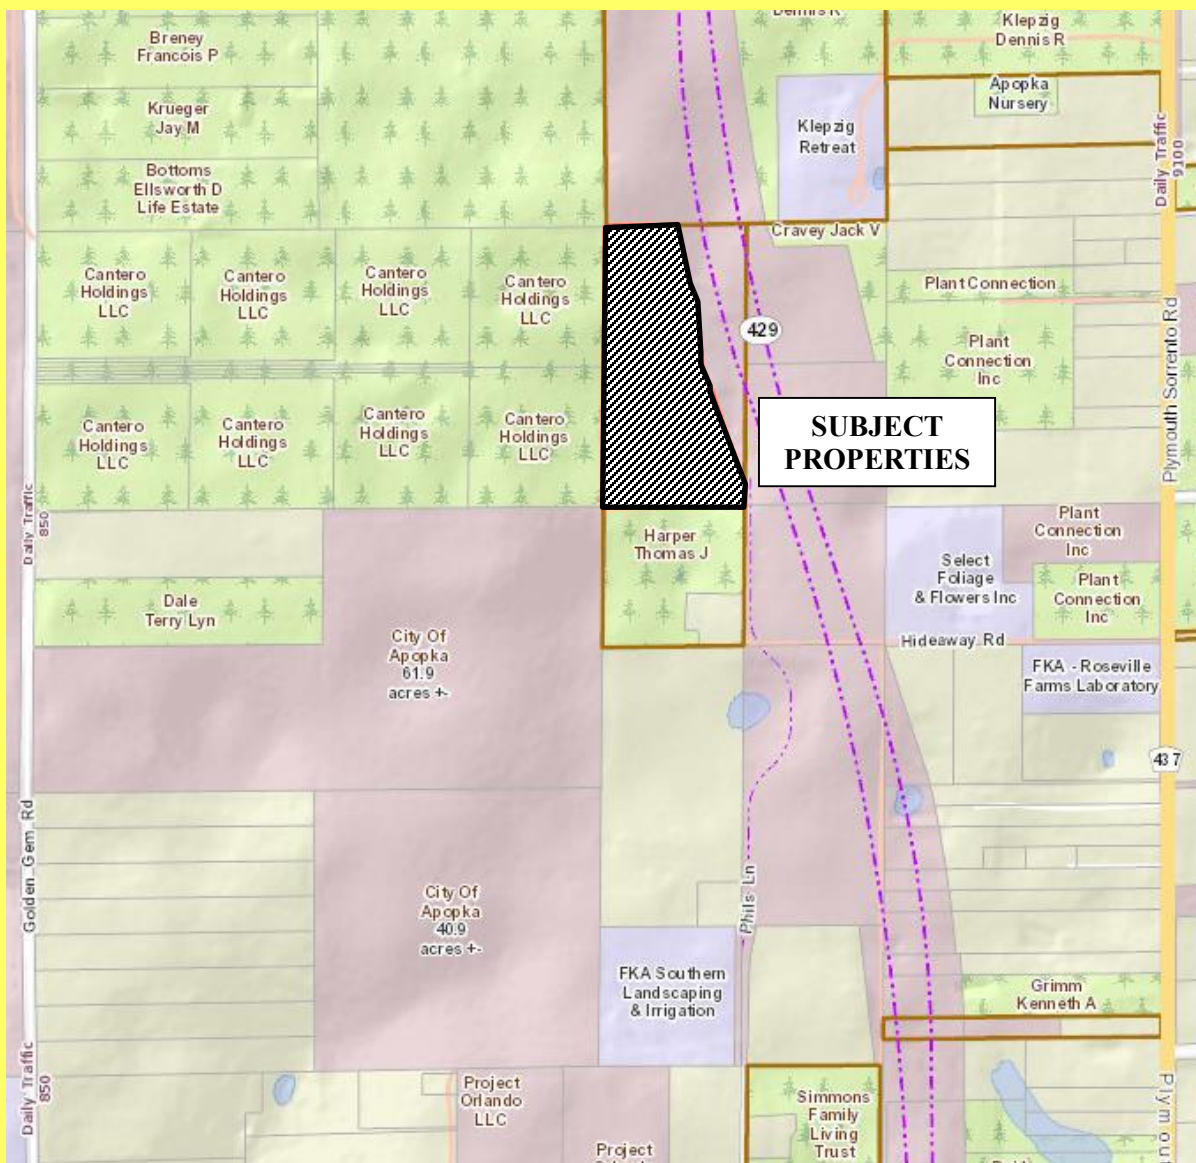 Dennis R
Klepzig
Dennis R
Breney
Francois P
Apopka
Nursery
Krueger
Jay M
Klepzig
Retreat
Daily Traffic
9100
Bottoms
Ellsworth D
Life Estate
Cravey Jack V
Cantero
Holdings
LLC
Cantero
Holdings
LLC
Cantero
Holdings
LLC
Cantero
Holdings
LLC
Plant Connection
429
Plant
Connection
Inc
Plymouth Sorrento Rd
Cantero
Holdings
LLC
Cantero
Holdings
LLC
Cantero
Holdings
LLC
Cantero
Holdings
LLC
SUBJECT
PROPERTIES
Daily Traffic
850
Harper
Thomas J
Plant
Connection
Inc
Select
Foliage
& Flowers Inc
Plant
Connection
Inc
Dale
Terry Lyn
City Of
Apopka
61.9
acres +-
Hideaway Rd
FKA - Roseville
Farms Laboratory
437
Golden Gem Rd
City Of
Apopka
40.9
acres +-
Phils Ln
FKA Southern
Landscaping
& Irrigation
Grimm
Kenneth A
Daily Traffic
850
Project
Orlando
LLC
Simmons
Family
Living
Trust
Project
Plymou